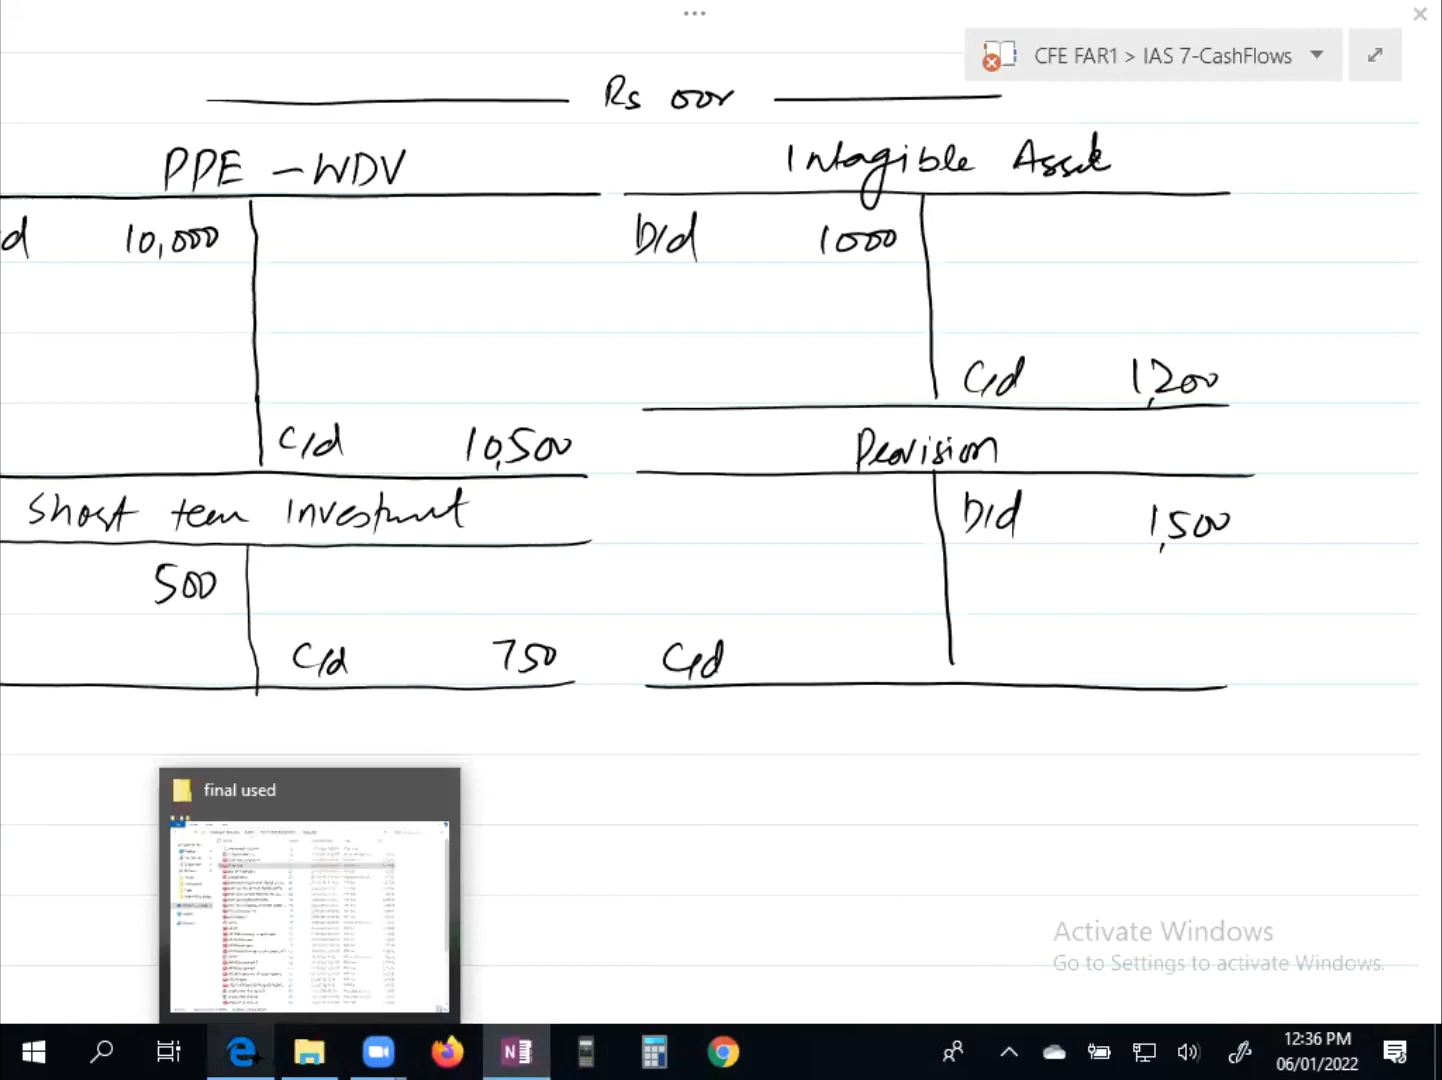 CFE FAR1 > IAS 7-CashFlows
Rs 000
PPE - WDV
d 10,000
C/d 10,500
Intagible Asset
b/d 1000
C/d 1,200
Short term Investment
500
C/d 750
Provision
b/d 1,500
C/d
final used
Activate Windows
Go to Settings to activate Windows.
12:36 PM
06/01/2022